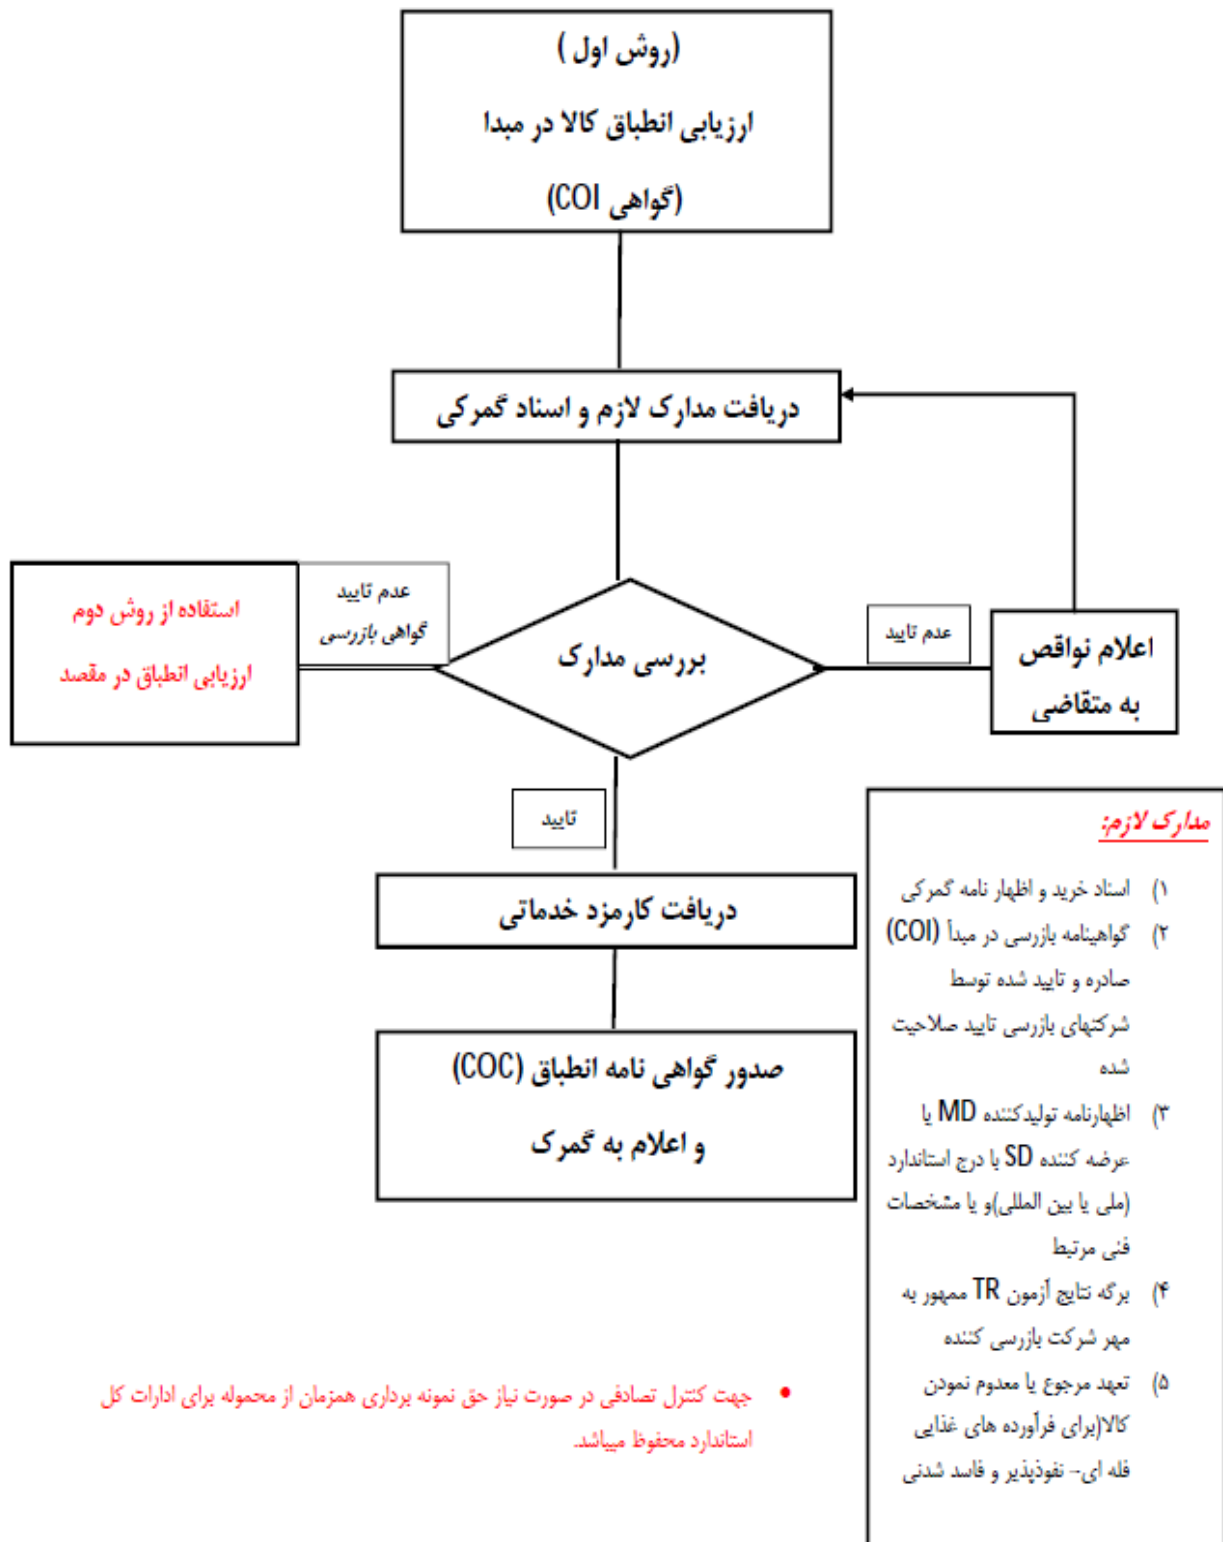 (روش اول )
ارزیابی انطباق کالا در مبدا
(گواهی COI)
دریافت مدارک لازم و اسناد گمرکی
استفاده از روش دوم
ارزیابی انطباق در مقصد
عدم تایید
گواهی بازرسی
بررسی مدارک
عدم تایید
اعلام نواقص
به متقاضی
تایید
دریافت کارمزد خدماتی
صدور گواهی نامه انطباق (COC)
و اعلام به گمرک
مدارک لازم:
۱) اسناد خرید و اظهار نامه گمرکی
۲) گواهینامه بازرسی در مبدأ (COI)
صادره و تایید شده توسط
شرکتهای بازرسی تایید صلاحیت
شده
۳) اظهارنامه تولیدکننده MD یا
عرضه کننده SD با درج استاندارد
(ملی یا بین المللی)و یا مشخصات
فنی مرتبط
۴) برگه نتایج آزمون TR ممهور به
مهر شرکت بازرسی کننده
۵) تعهد مرجوع یا معدوم نمودن
کالا(برای فرآورده های غذایی
فله ای- نفوذپذیر و فاسد شدنی
• جهت کنترل تصادفی در صورت نیاز حق نمونه برداری همزمان از محموله برای ادارات کل
استاندارد محفوظ میباشد.